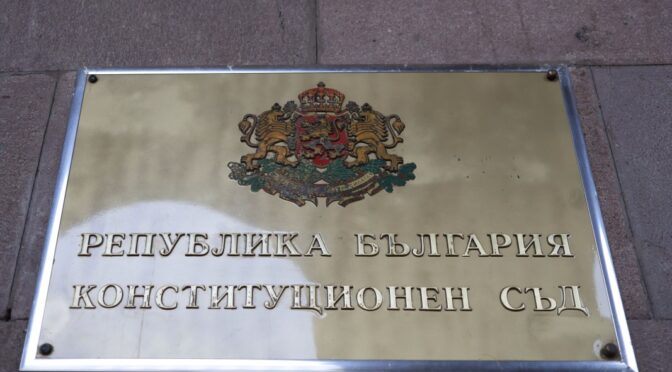 РЕПУБЛИКА БЪЛГАРИЯ
КОНСТИТУЦИОНЕН СЪД